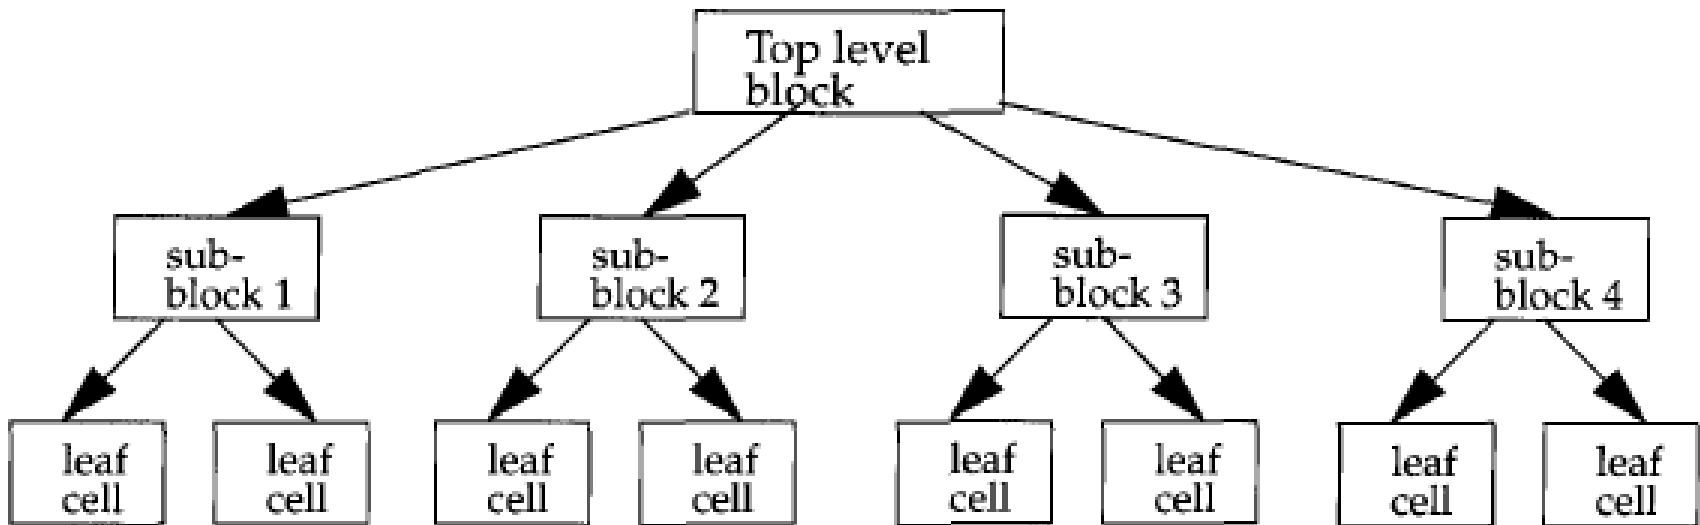 Top level
block
sub-
block 1
sub-
block 2
sub-
block 3
sub-
block 4
leaf
cell
leaf
cell
leaf
cell
leaf
cell
leaf
cell
leaf
cell
leaf
cell
leaf
cell